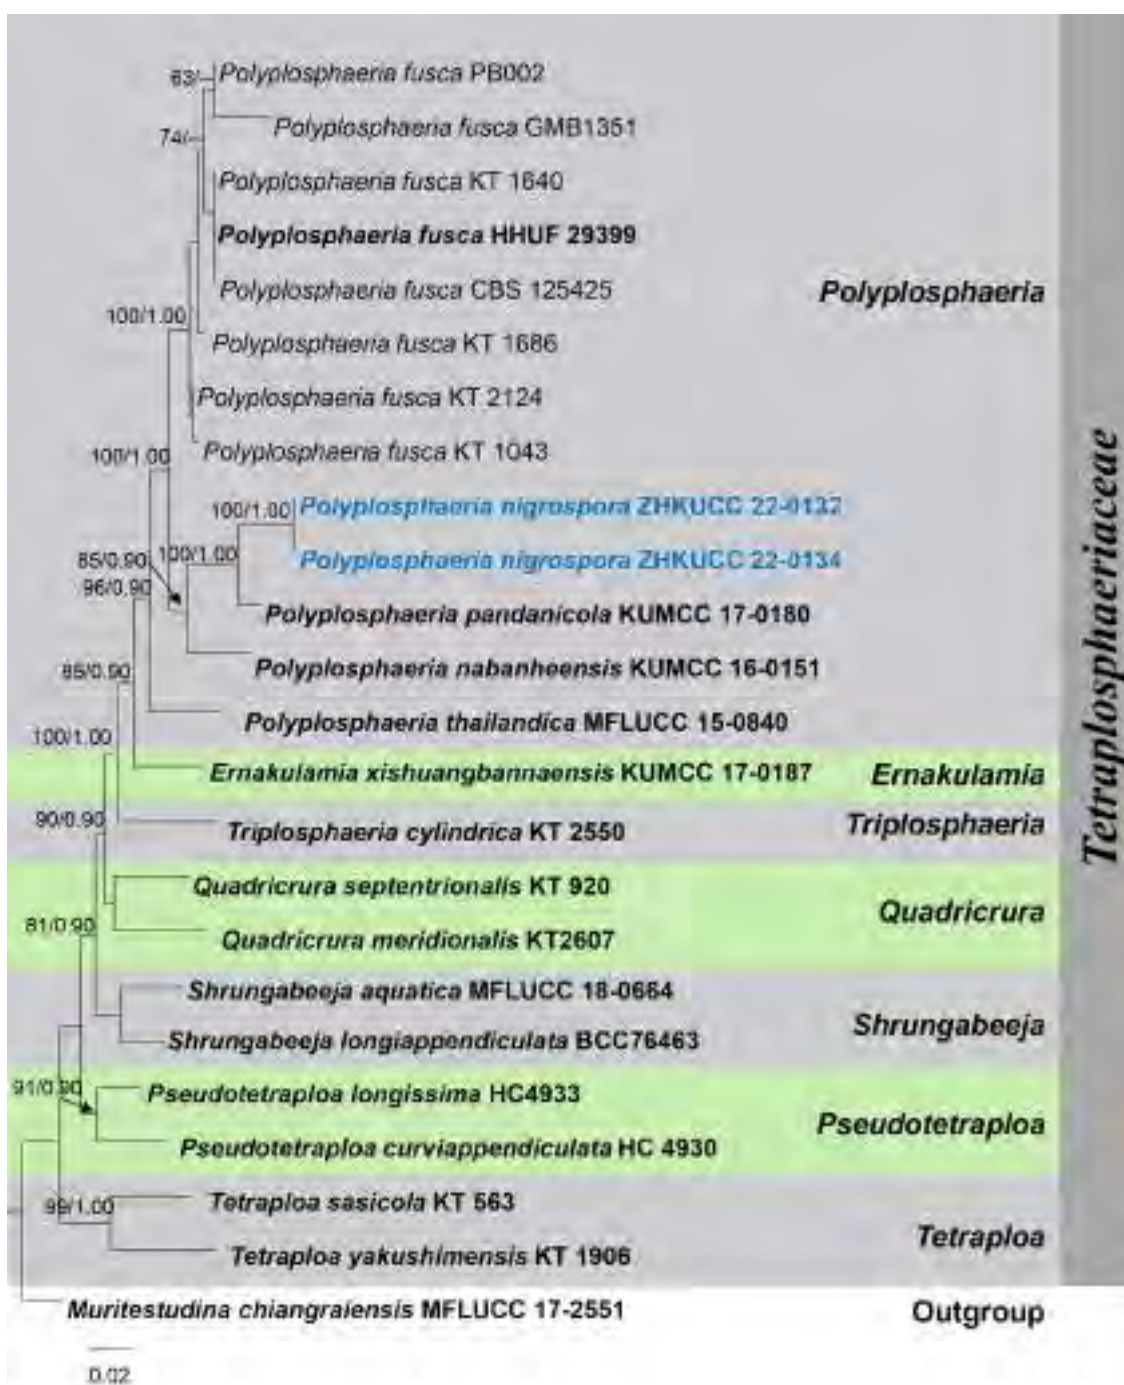 63/-
Polyplosphaeria fusca PB002
Polyplosphaeria fusca GMB1351
74/-
Polyplosphaeria fusca KT 1640
Polyplosphaeria fusca HHUF 29399
Polyplosphaeria fusca CBS 125425
Polyplosphaeria
100/1.00
Polyplosphaeria fusca KT 1686
Polyplosphaeria fusca KT 2124
100/1.00
Polyplosphaeria fusca KT 1043
100/1.00
Polyplosphaeria nigrospora ZHKUCC 22-0132
85/0.90
100/1.00
Polyplosphaeria nigrospora ZHKUCC 22-0134
96/0.90
Polyplosphaeria pandanicola KUMCC 17-0180
85/0.90
Polyplosphaeria nabanheensis KUMCC 16-0151
Polyplosphaeria thailandica MFLUCC 15-0840
100/1.00
Ernakulamia xishuangbannaensis KUMCC 17-0187
Ernakulamia
90/0.90
Triplosphaeria cylindrica KT 2550
Triplosphaeria
Quadricrura septentrionalis KT 920
Quadricrura
81/0.90
Quadricrura meridionalis KT2607
Shrungabeeja aquatica MFLUCC 18-0664
Shrungabeeja
Shrungabeeja longiappendiculata BCC76463
91/0.90
Pseudotetraploa longissima HC4933
Pseudotetraploa
Pseudotetraploa curviappendiculata HC 4930
99/1.00
Tetraploa sasicola KT 563
Tetraploa
Tetraploa yakushimensis KT 1906
Muritestudina chiangraiensis MFLUCC 17-2551
Outgroup
0.02
Tetraplosphaeriaceae